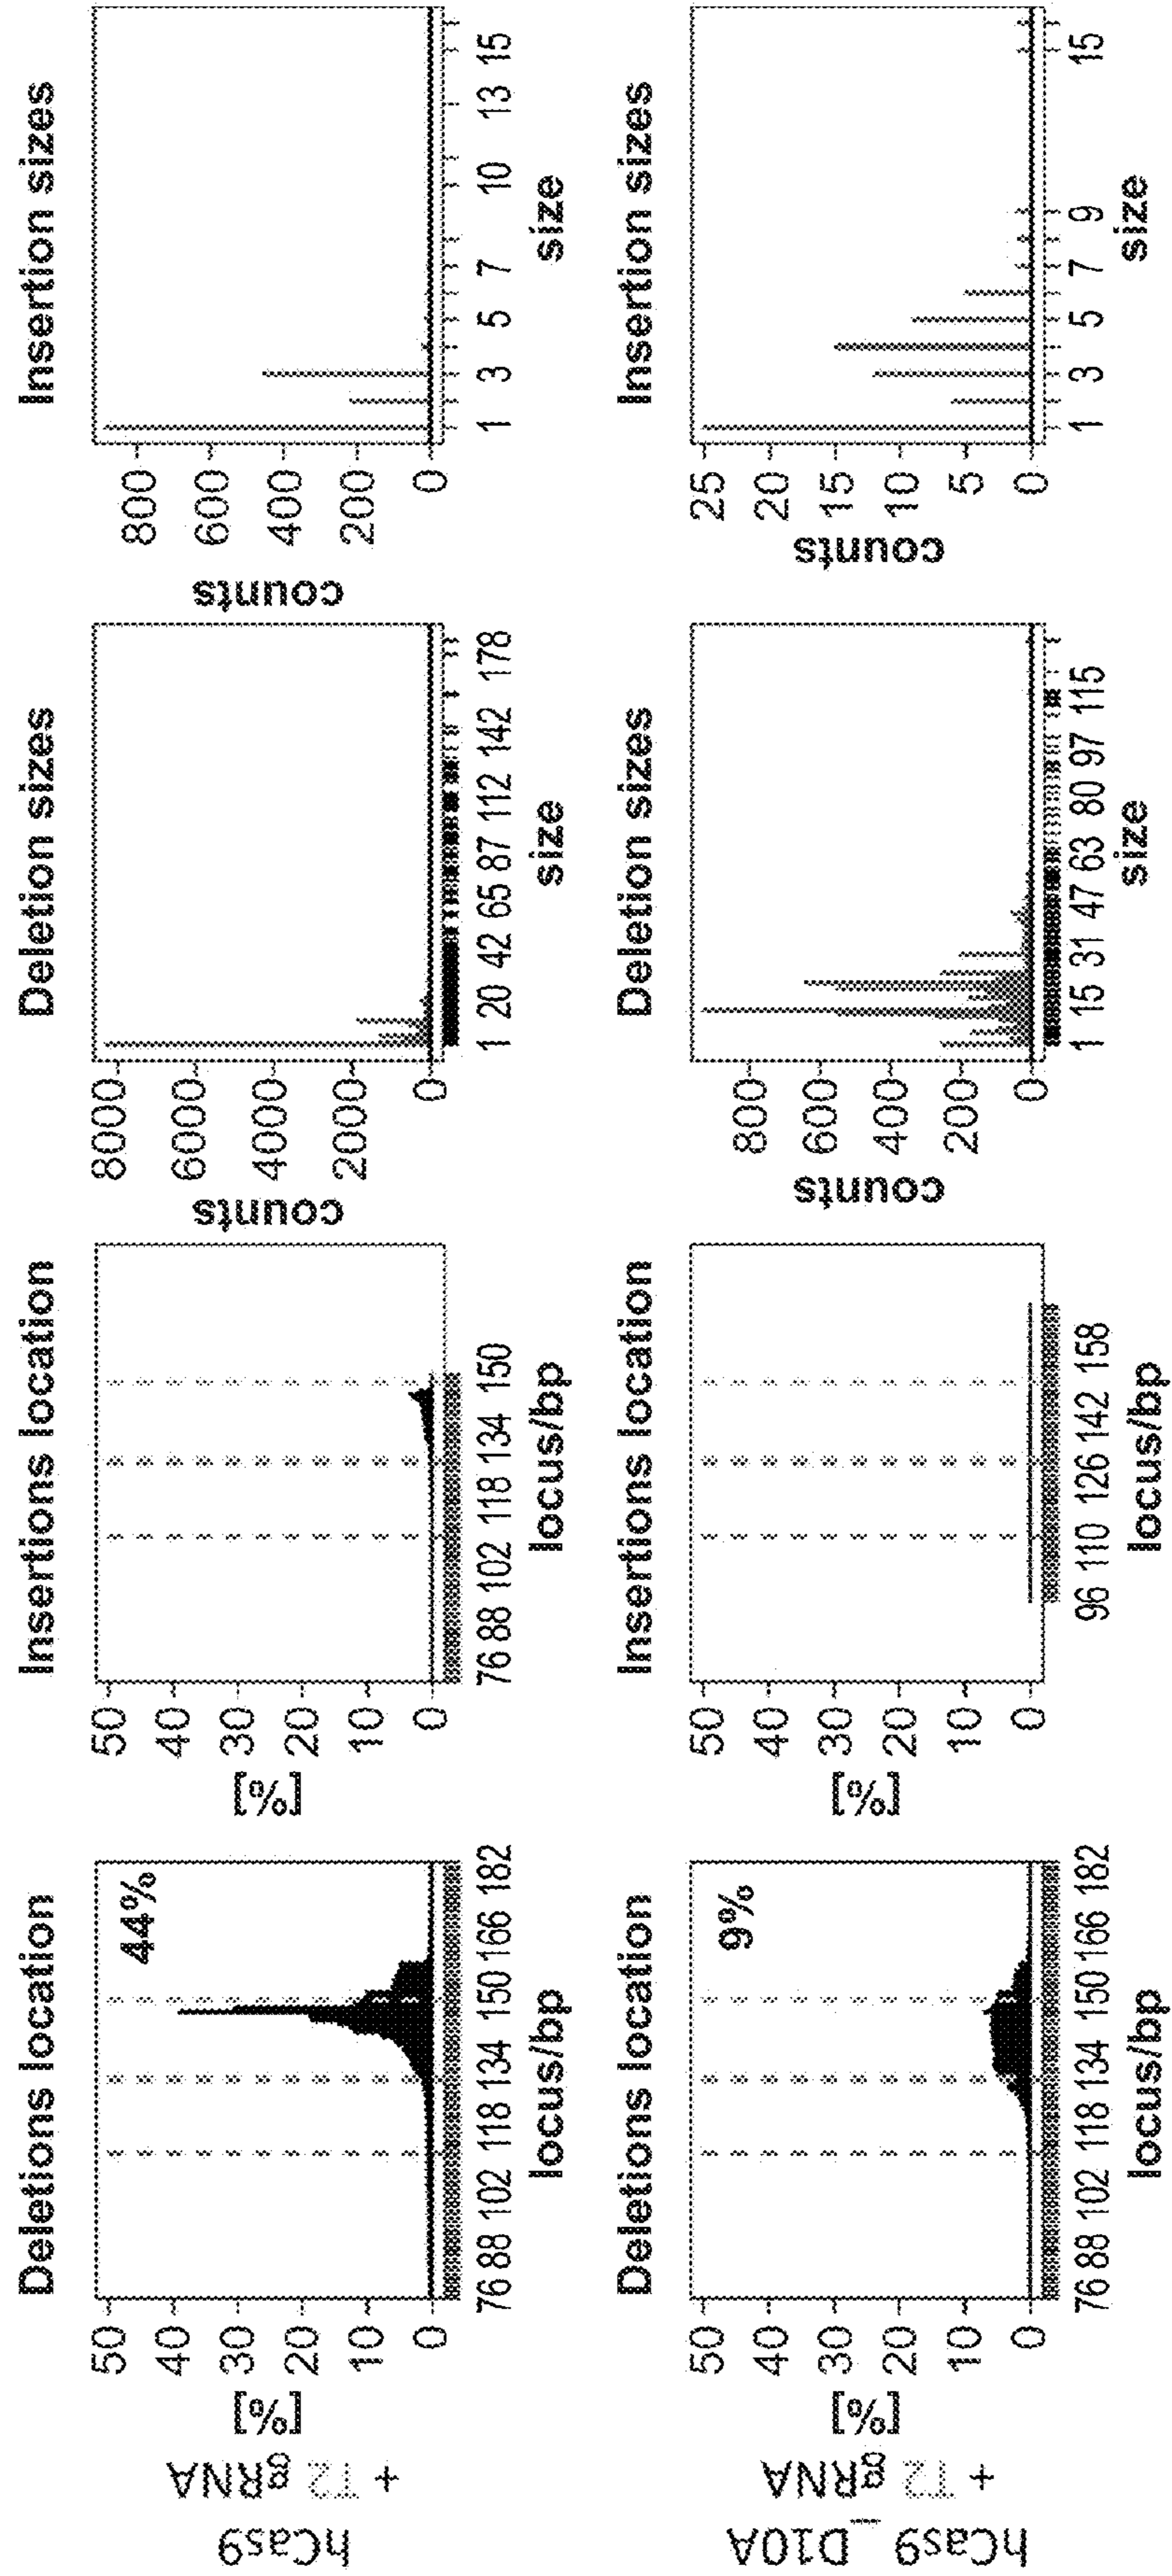 hCas9
+ T2 gRNA
Deletions location
44%
[%]
50
40
30
20
10
0
76 88 102 118 134 150 166 182
locus/bp
Insertions location
[%]
50
40
30
20
10
0
76 88 102 118 134 150
locus/bp
Deletion sizes
counts
8000
6000
4000
2000
0
1 20 42 65 87 112 142 178
size
Insertion sizes
counts
800
600
400
200
0
1 3 5 7 10 13 15
size
hCas9_D10A
+ T2 gRNA
Deletions location
9%
[%]
50
40
30
20
10
0
76 88 102 118 134 150 166 182
locus/bp
Insertions location
[%]
50
40
30
20
10
0
96 110 126 142 158
locus/bp
Deletion sizes
counts
800
600
400
200
0
1 15 31 47 63 80 97 115
size
Insertion sizes
counts
25
20
15
10
5
0
1 3 5 7 9 15
size